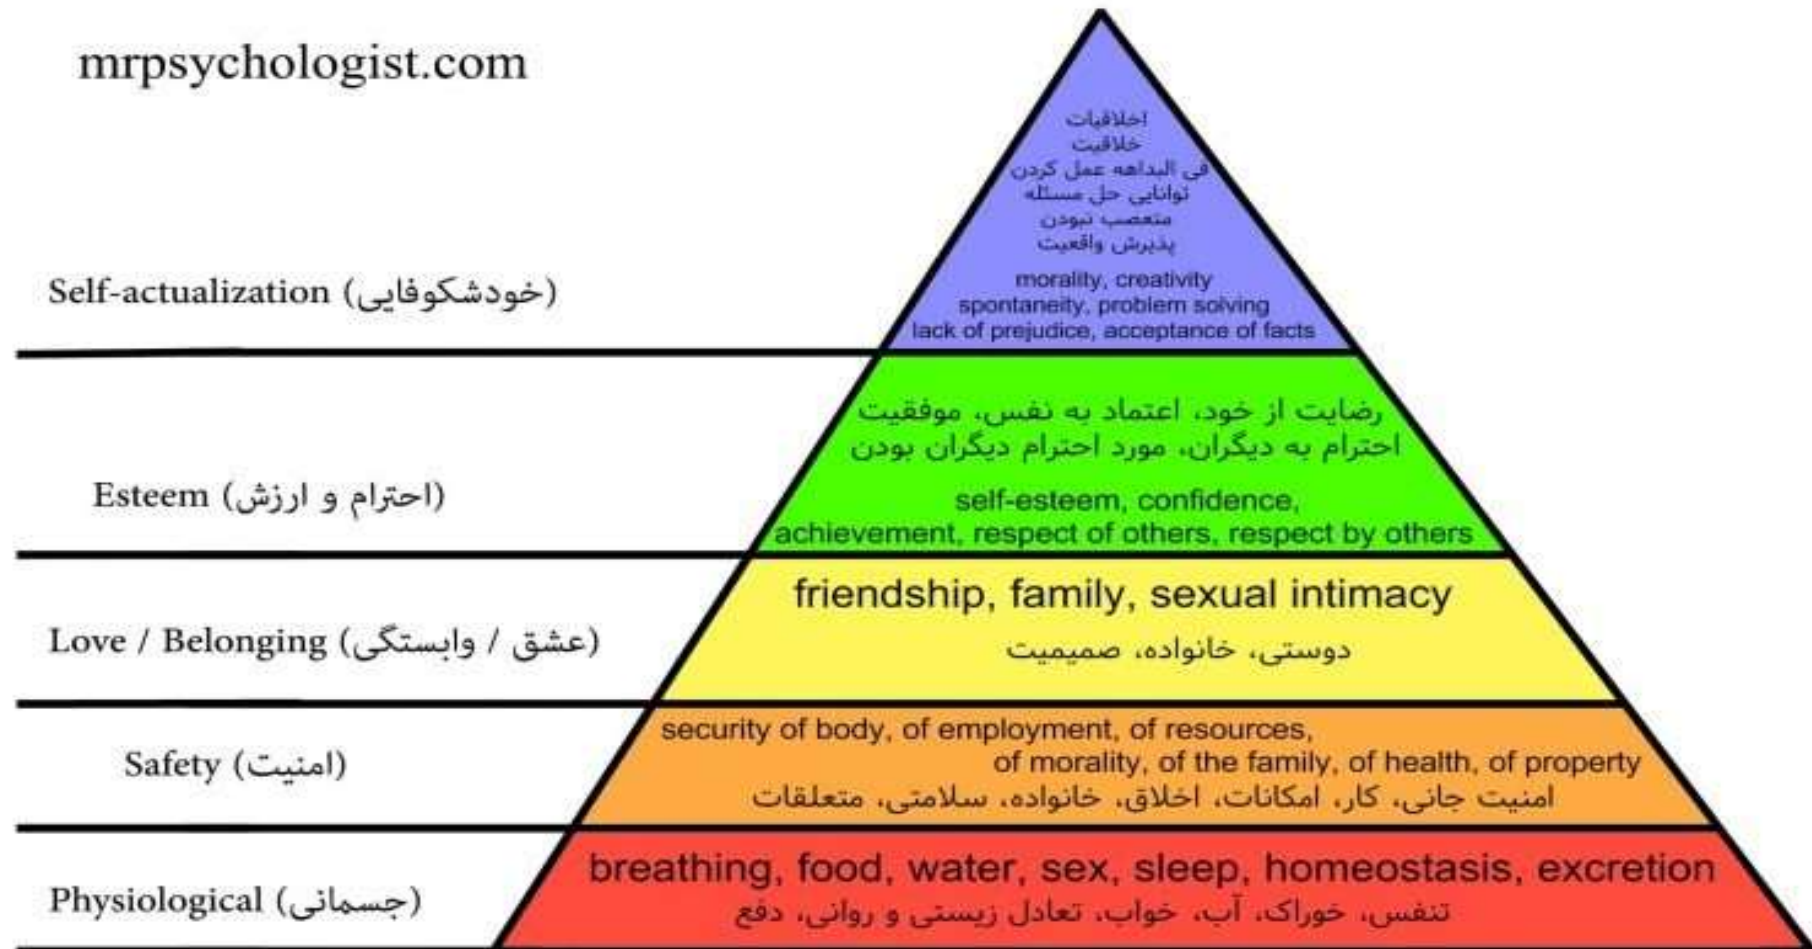 mrpsychologist.com
اخلاقیات
خلاقیت
فی البداهه عمل کردن
توانایی حل مسئله
متعصب نبودن
پذیرش واقعیت
morality, creativity
spontaneity, problem solving
lack of prejudice, acceptance of facts
Self-actualization (خودشکوفایی)
رضایت از خود، اعتماد به نفس، موفقیت
احترام به دیگران، مورد احترام دیگران بودن
self-esteem, confidence,
achievement, respect of others, respect by others
Esteem (احترام و ارزش)
friendship, family, sexual intimacy
دوستی، خانواده، صمیمیت
Love / Belonging (عشق / وابستگی)
security of body, of employment, of resources,
of morality, of the family, of health, of property
امنیت جانی، کار، امکانات، اخلاق، خانواده، سلامتی، متعلقات
Safety (امنیت)
breathing, food, water, sex, sleep, homeostasis, excretion
تنفس، خوراک، آب، خواب، تعادل زیستی و روانی، دفع
Physiological (جسمانی)